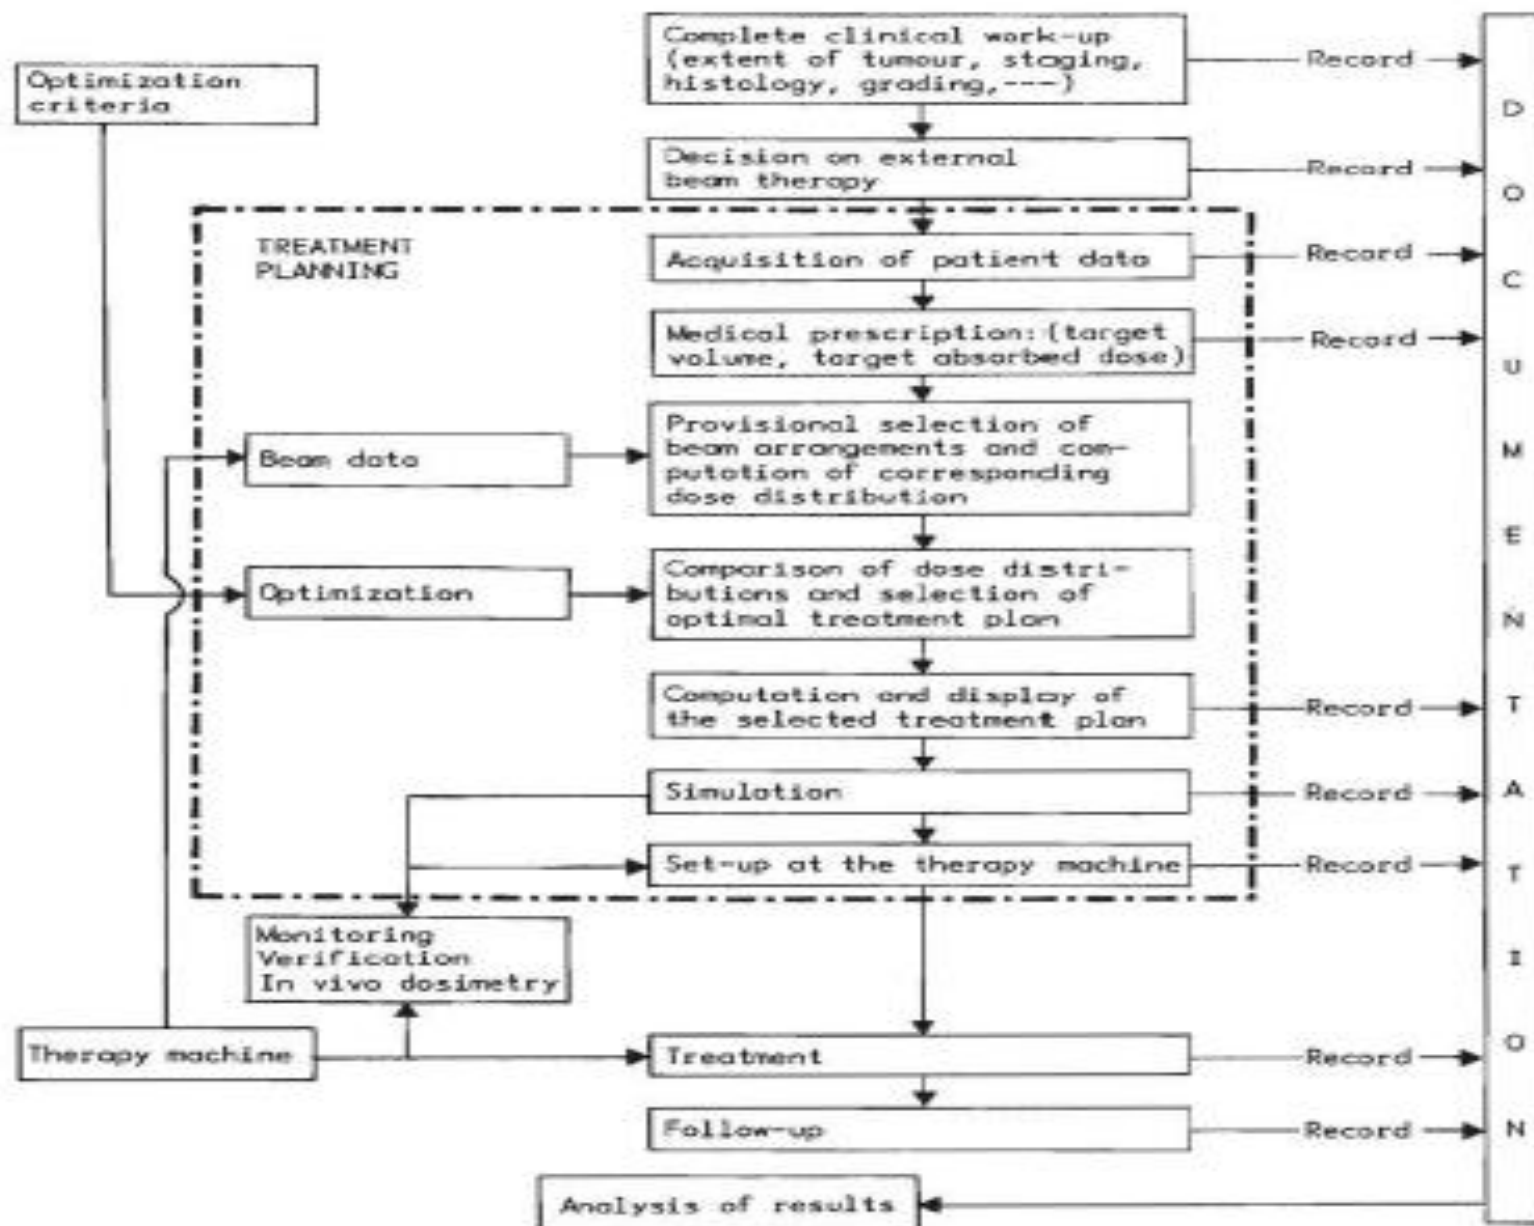 Complete clinical work-up
(extent of tumour, staging,
histology, grading,---)
Record
Optimization
criteria
Decision on external
beam therapy
Record
TREATMENT
PLANNING
Acquisition of patient data
Record
Medical prescription:(target
volume, target absorbed dose)
Record
Beam data
Provisional selection of
beam arrangements and com-
putation of corresponding
dose distribution
Optimization
Comparison of dose distri-
butions and selection of
optimal treatment plan
Computation and display of
the selected treatment plan
Record
Simulation
Record
Set-up at the therapy machine
Record
Monitoring
Verification
In vivo dosimetry
Therapy machine
Treatment
Record
Follow-up
Record
Analysis of results
DOCUMENTATION